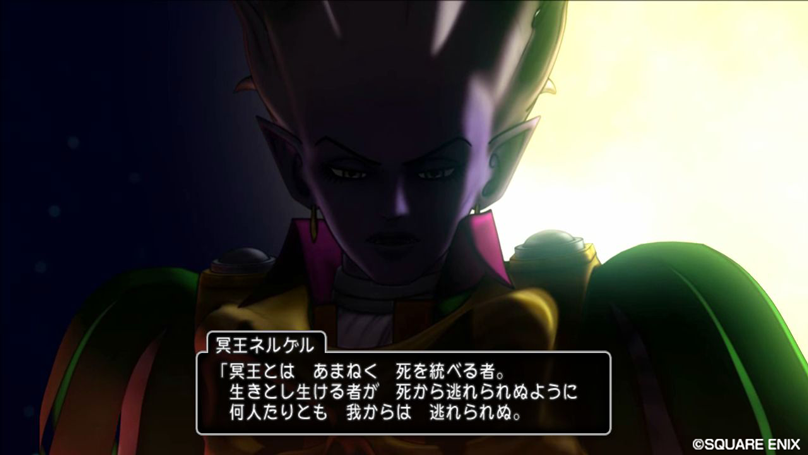 冥王ネルゲル
「冥王とは　あまねく　死を統べる者。
生きとし生ける者が　死から逃れられぬように
何人たりとも　我からは　逃れられぬ。
©SQUARE ENIX